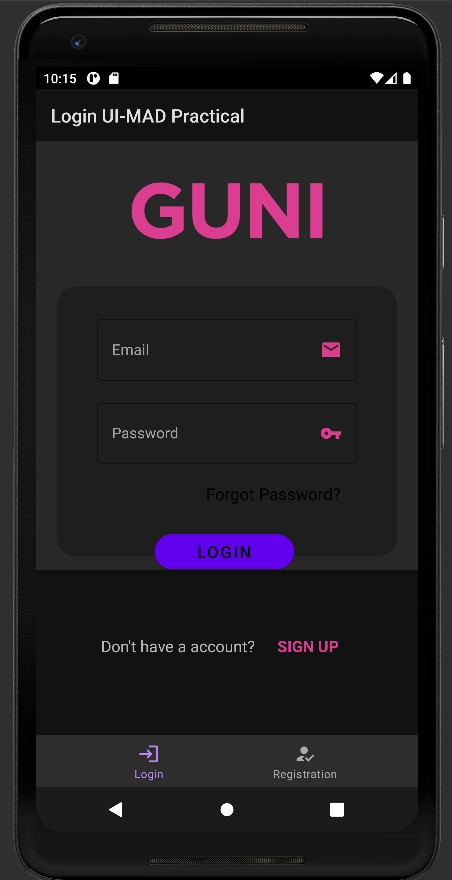 10:15
Login UI-MAD Practical
GUNI
Email
Password
Forgot Password?
LOGIN
Don't have a account? SIGN UP
Login Registration